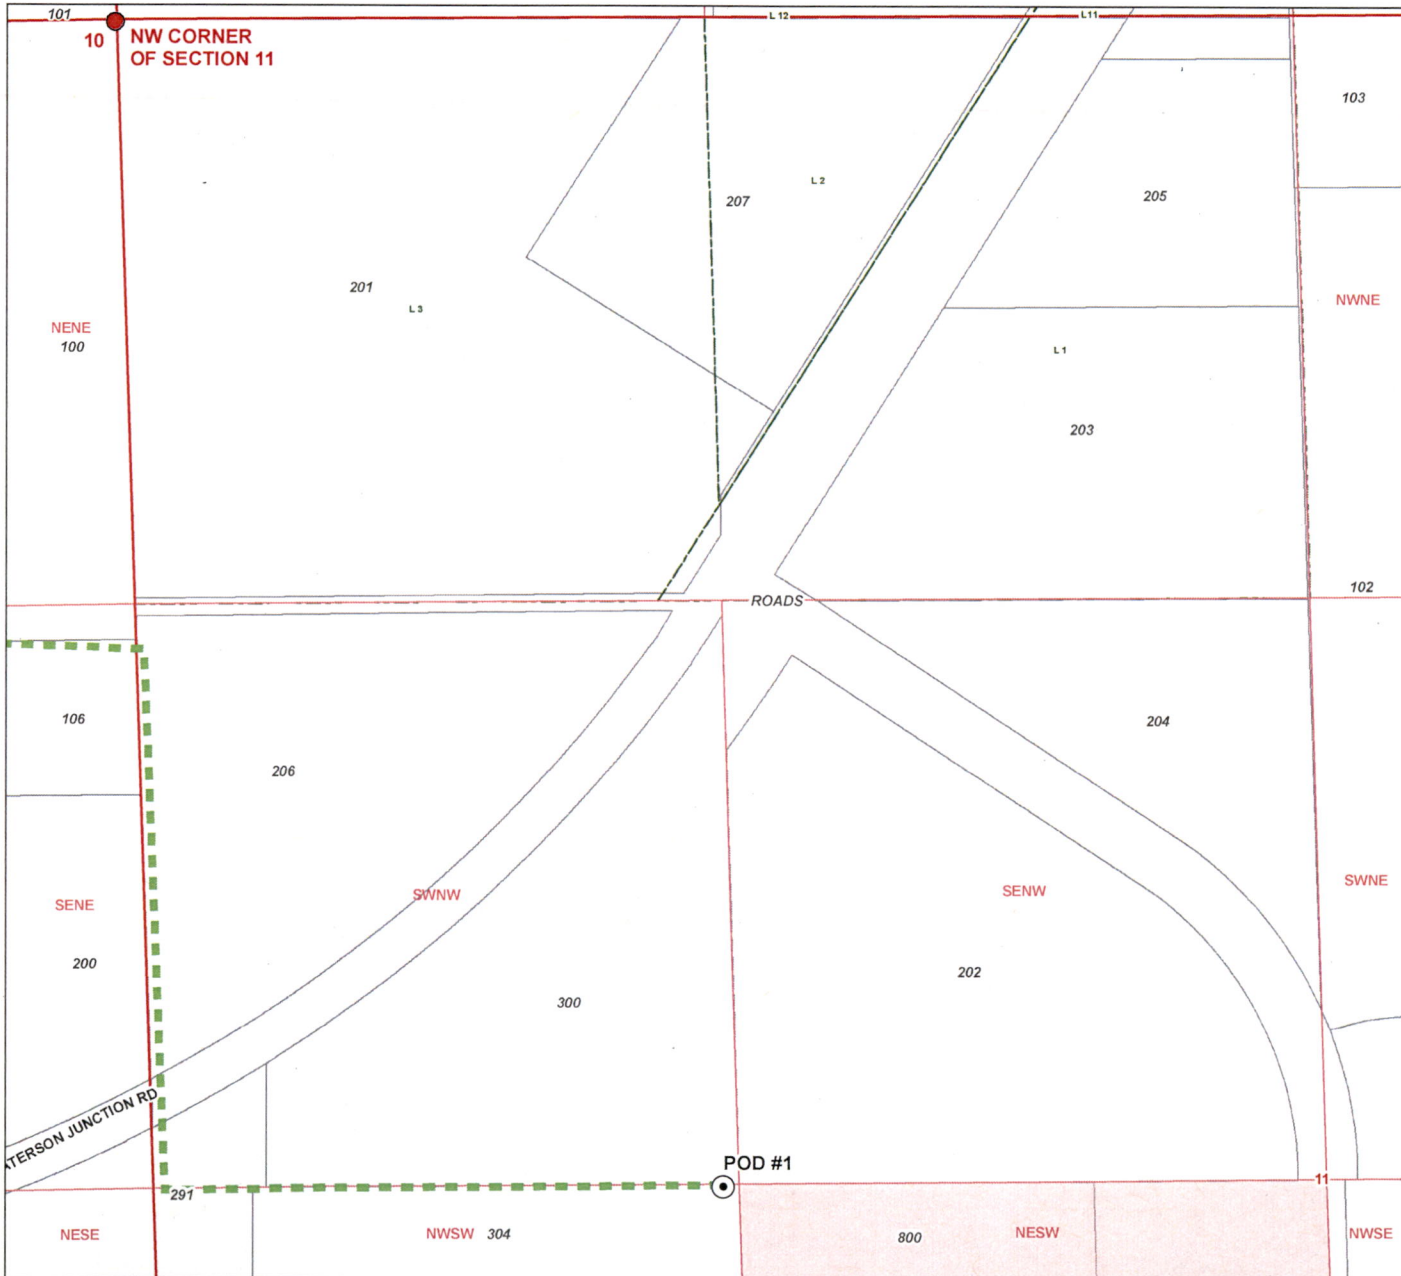 101
L 12
L11
10
NW CORNER
OF SECTION 11
103
L 2
205
207
201
L 3
NWNE
NENE
100
L 1
203
102
ROADS
106
204
206
SWNW
SENW
SWNE
SENE
200
202
300
ATERSON JUNCTION RD
POD #1
291
11
NESE
NWSW
304
800
NESW
NWSE